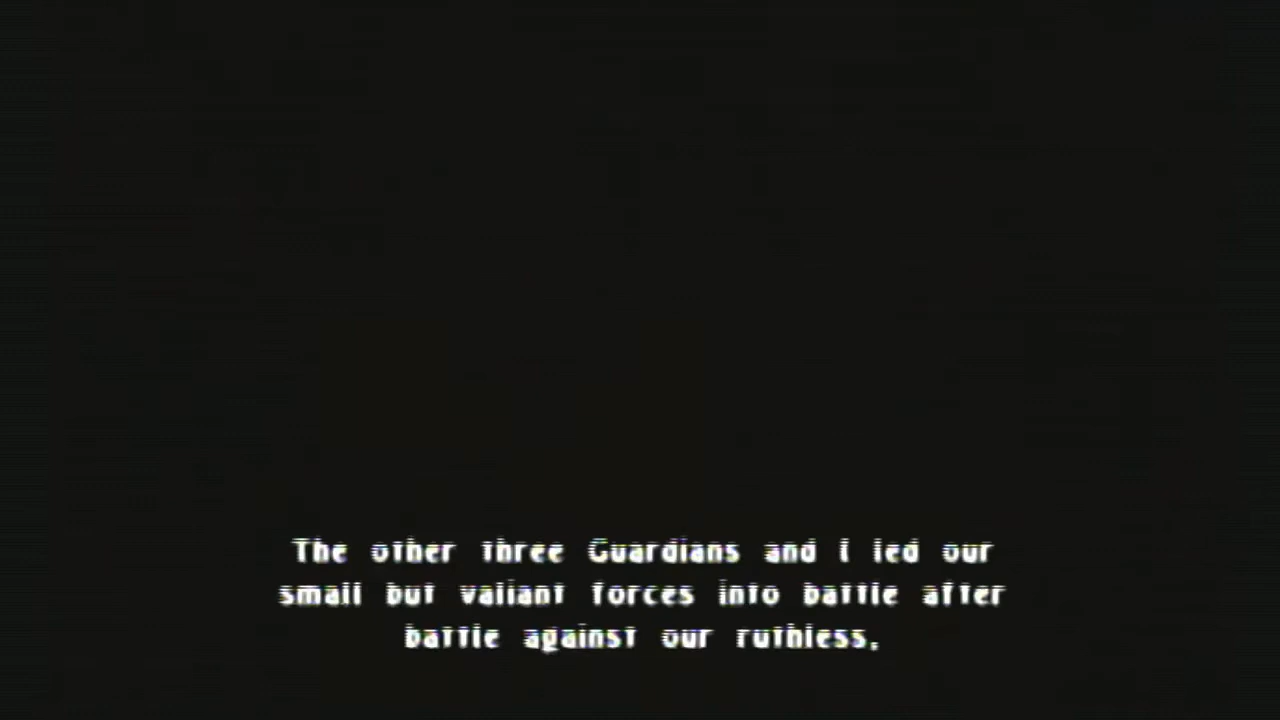 The other three Guardians and I led our
small but valiant forces into battle after
battle against our ruthless,